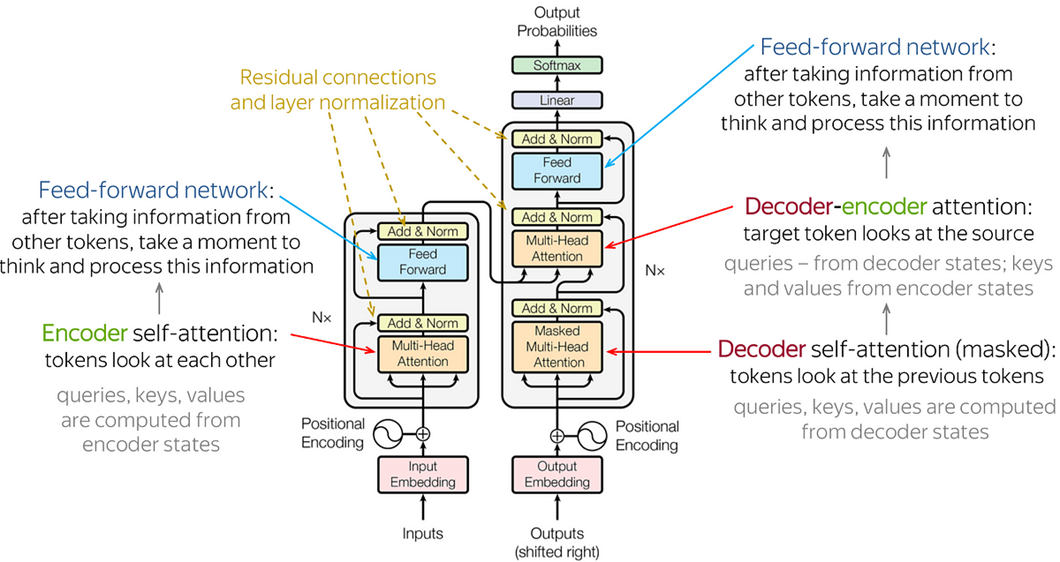 Output
Probabilities
Softmax
Linear
Add & Norm
Feed
Forward
Add & Norm
Multi-Head
Attention
Add & Norm
Masked
Multi-Head
Attention
Nx
Positional
Encoding
Output
Embedding
Outputs
(shifted right)
Residual connections
and layer normalization
Add & Norm
Feed
Forward
Add & Norm
Multi-Head
Attention
Nx
Positional
Encoding
Input
Embedding
Inputs
Feed-forward network:
after taking information from
other tokens, take a moment to
think and process this information
Encoder self-attention:
tokens look at each other
queries, keys, values
are computed from
encoder states
Feed-forward network:
after taking information from
other tokens, take a moment to
think and process this information
Decoder-encoder attention:
target token looks at the source
queries – from decoder states; keys
and values from encoder states
Decoder self-attention (masked):
tokens look at the previous tokens
queries, keys, values are computed
from decoder states